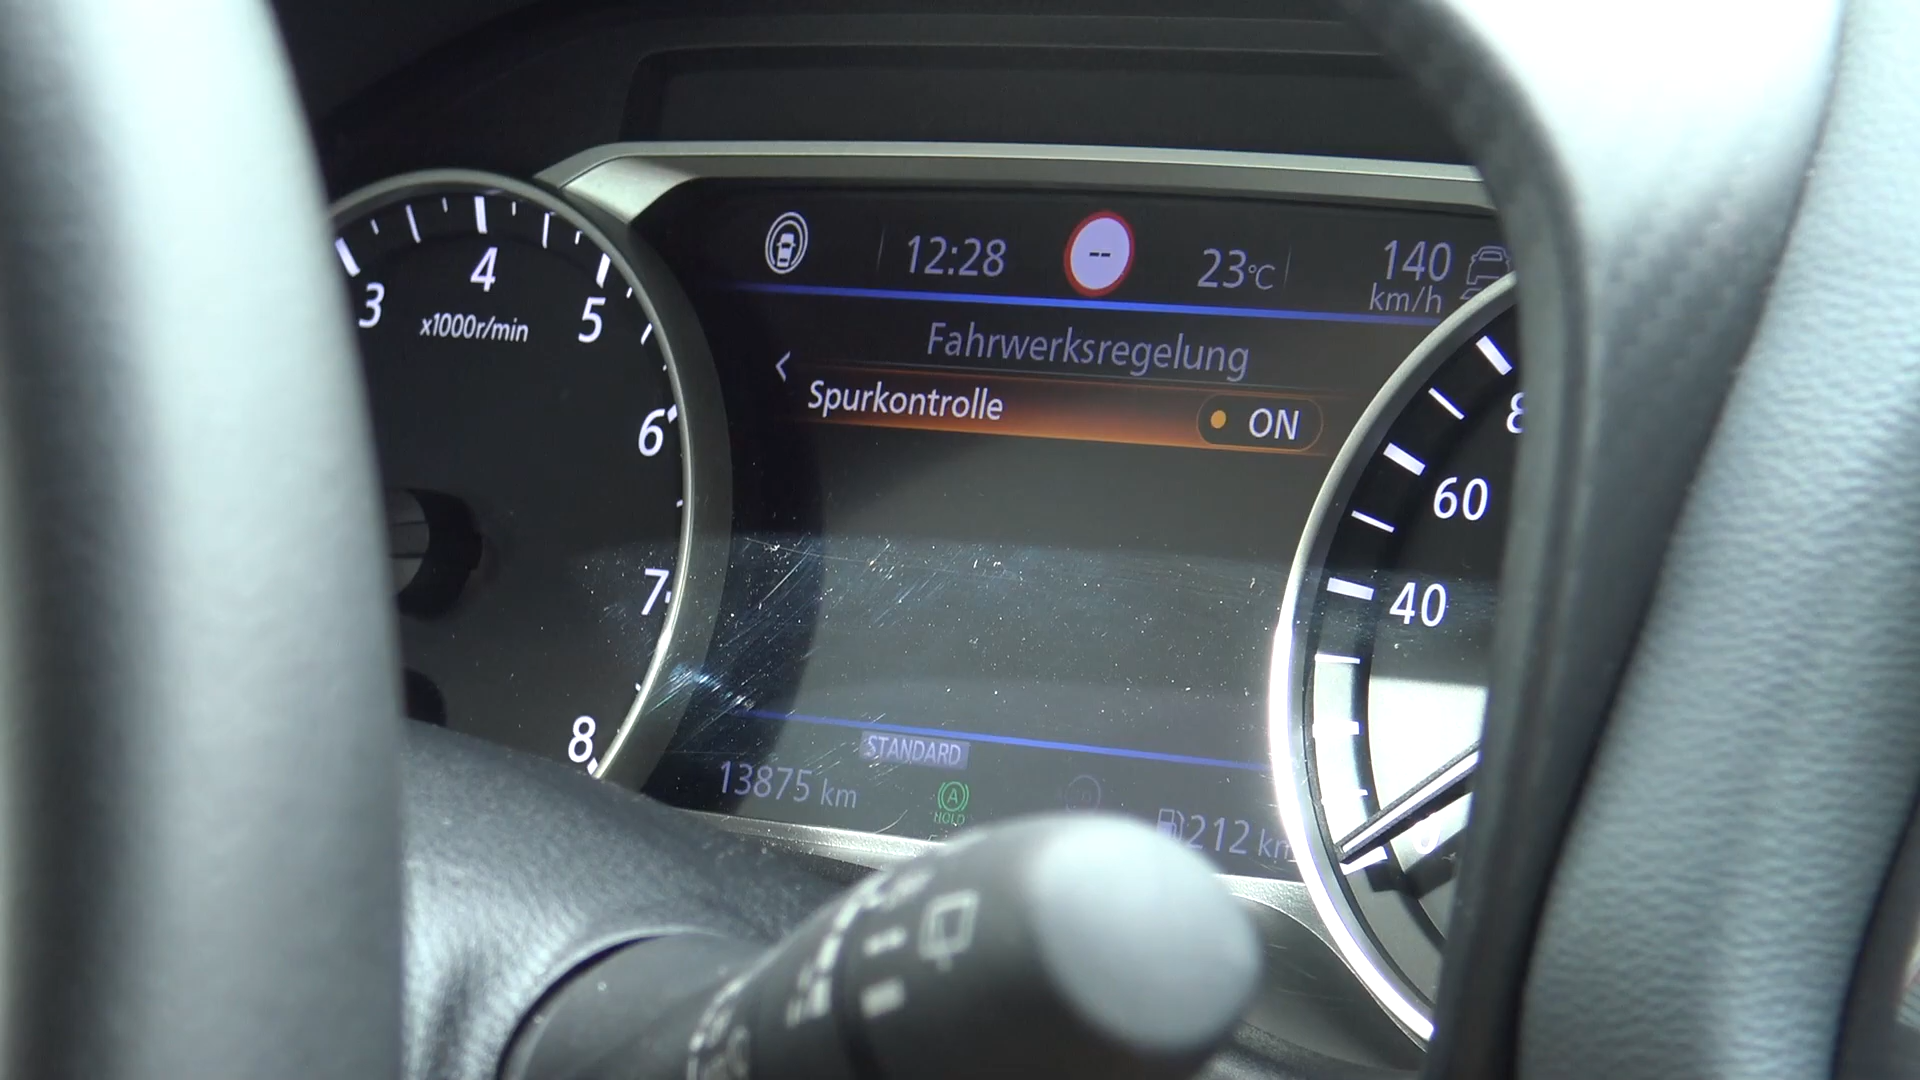 12:28
--
23°C
140
km/h
Fahrwerksregelung
<
Spurkontrolle
ON
3
4
5
x1000r/min
6
7
8
60
40
STANDARD
13875 km
A
HOLD
212 km